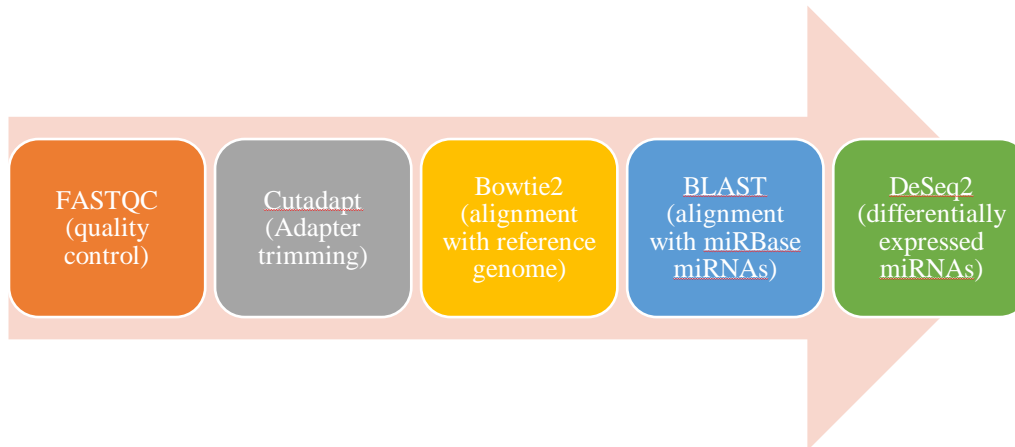 FASTQC
(quality
control)
Cutadapt
(Adapter
trimming)
Bowtie2
(alignment
with reference
genome)
BLAST
(alignment
with miRBase
miRNAs)
DeSeq2
(differentially
expressed
miRNAs)